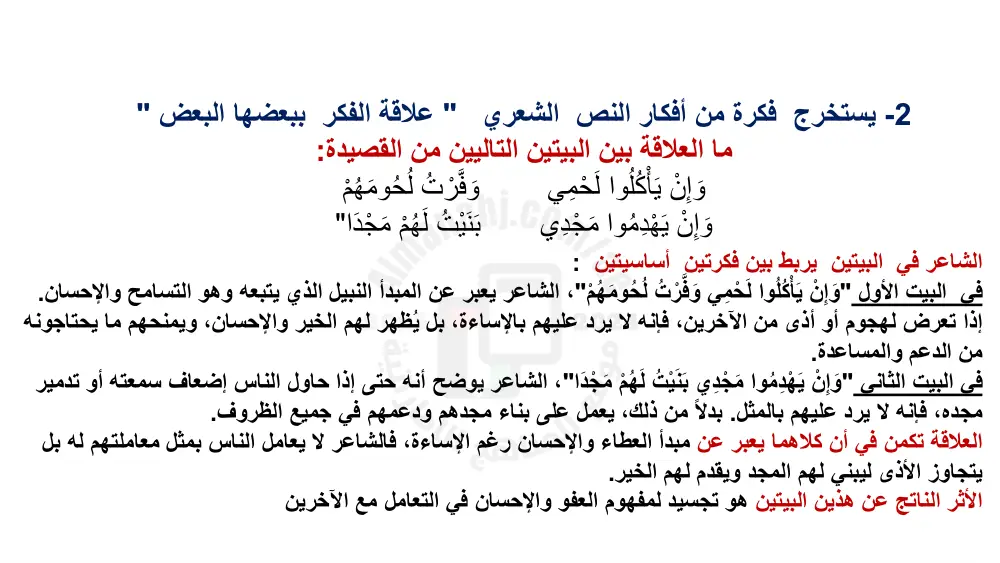 2- يستخرج فكرة من أفكار النص الشعري " علاقة الفكر ببعضها البعض "
ما العلاقة بين البيتين التاليين من القصيدة:
وَإِنْ يَأْكُلُوا لَحْمِي وَفَّرْتُ لُحُومَهُمْ
وَإِنْ يَهْدِمُوا مَجْدِي بَنَيْتُ لَهُمْ مَجْدَا"
الشاعر في البيتين يربط بين فكرتين أساسيتين :
في البيت الأول "وَإِنْ يَأْكُلُوا لَحْمِي وَفَّرْتُ لُحُومَهُمْ"، الشاعر يعبر عن المبدأ النبيل الذي يتبعه وهو التسامح والإحسان.
إذا تعرض لهجوم أو أذى من الآخرين، فإنه لا يرد عليهم بالإساءة، بل يُظهر لهم الخير والإحسان، ويمنحهم ما يحتاجونه
من الدعم والمساعدة.
في البيت الثاني "وَإِنْ يَهْدِمُوا مَجْدِي بَنَيْتُ لَهُمْ مَجْدَا"، الشاعر يوضح أنه حتى إذا حاول الناس إضعاف سمعته أو تدمير
مجده، فإنه لا يرد عليهم بالمثل. بدلاً من ذلك، يعمل على بناء مجدهم ودعمهم في جميع الظروف.
العلاقة تكمن في أن كلاهما يعبر عن مبدأ العطاء والإحسان رغم الإساءة، فالشاعر لا يعامل الناس بمثل معاملتهم له بل
يتجاوز الأذى ليبني لهم المجد ويقدم لهم الخير.
الأثر الناتج عن هذين البيتين هو تجسيد لمفهوم العفو والإحسان في التعامل مع الآخرين